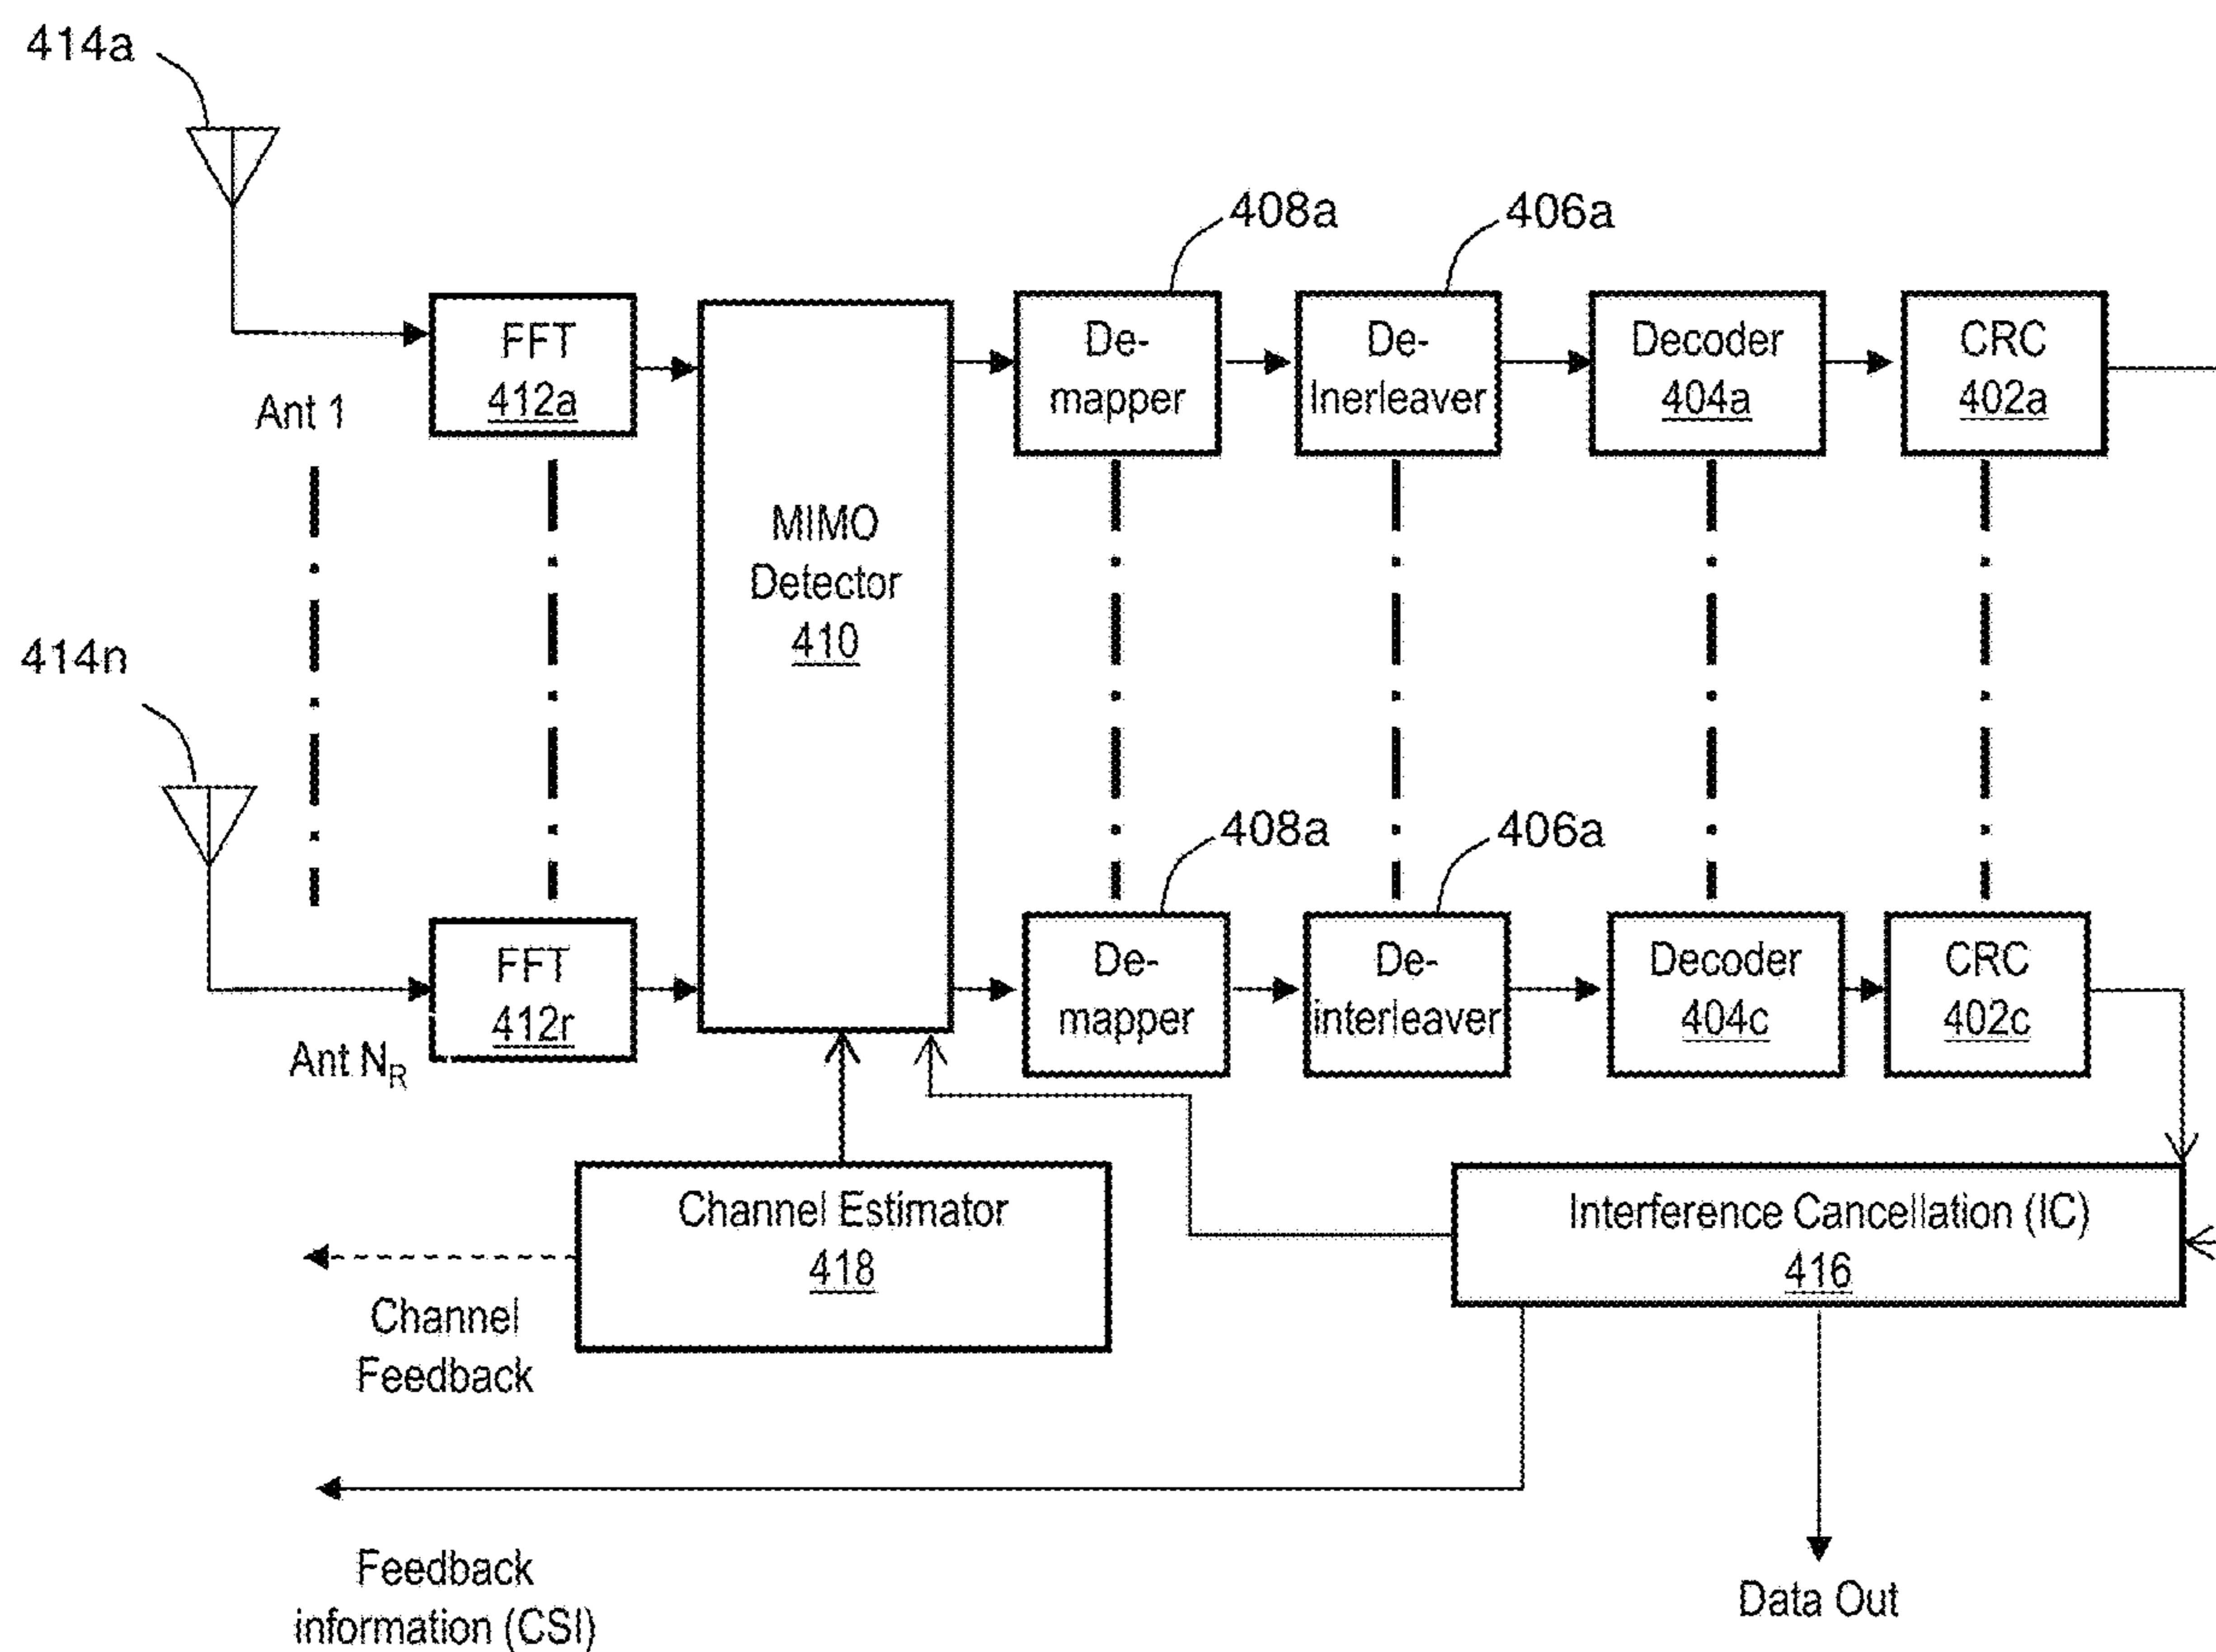 414a
408a
406a
FFT
412a
De-
mapper
De-
Inerleaver
Decoder
404a
CRC
402a
Ant 1
MIMO
Detector
410
414n
408a
406a
FFT
412r
De-
mapper
De-
interleaver
Decoder
404c
CRC
402c
Ant NR
Channel Estimator
418
Interference Cancellation (IC)
416
Channel
Feedback
Feedback
information (CSI)
Data Out